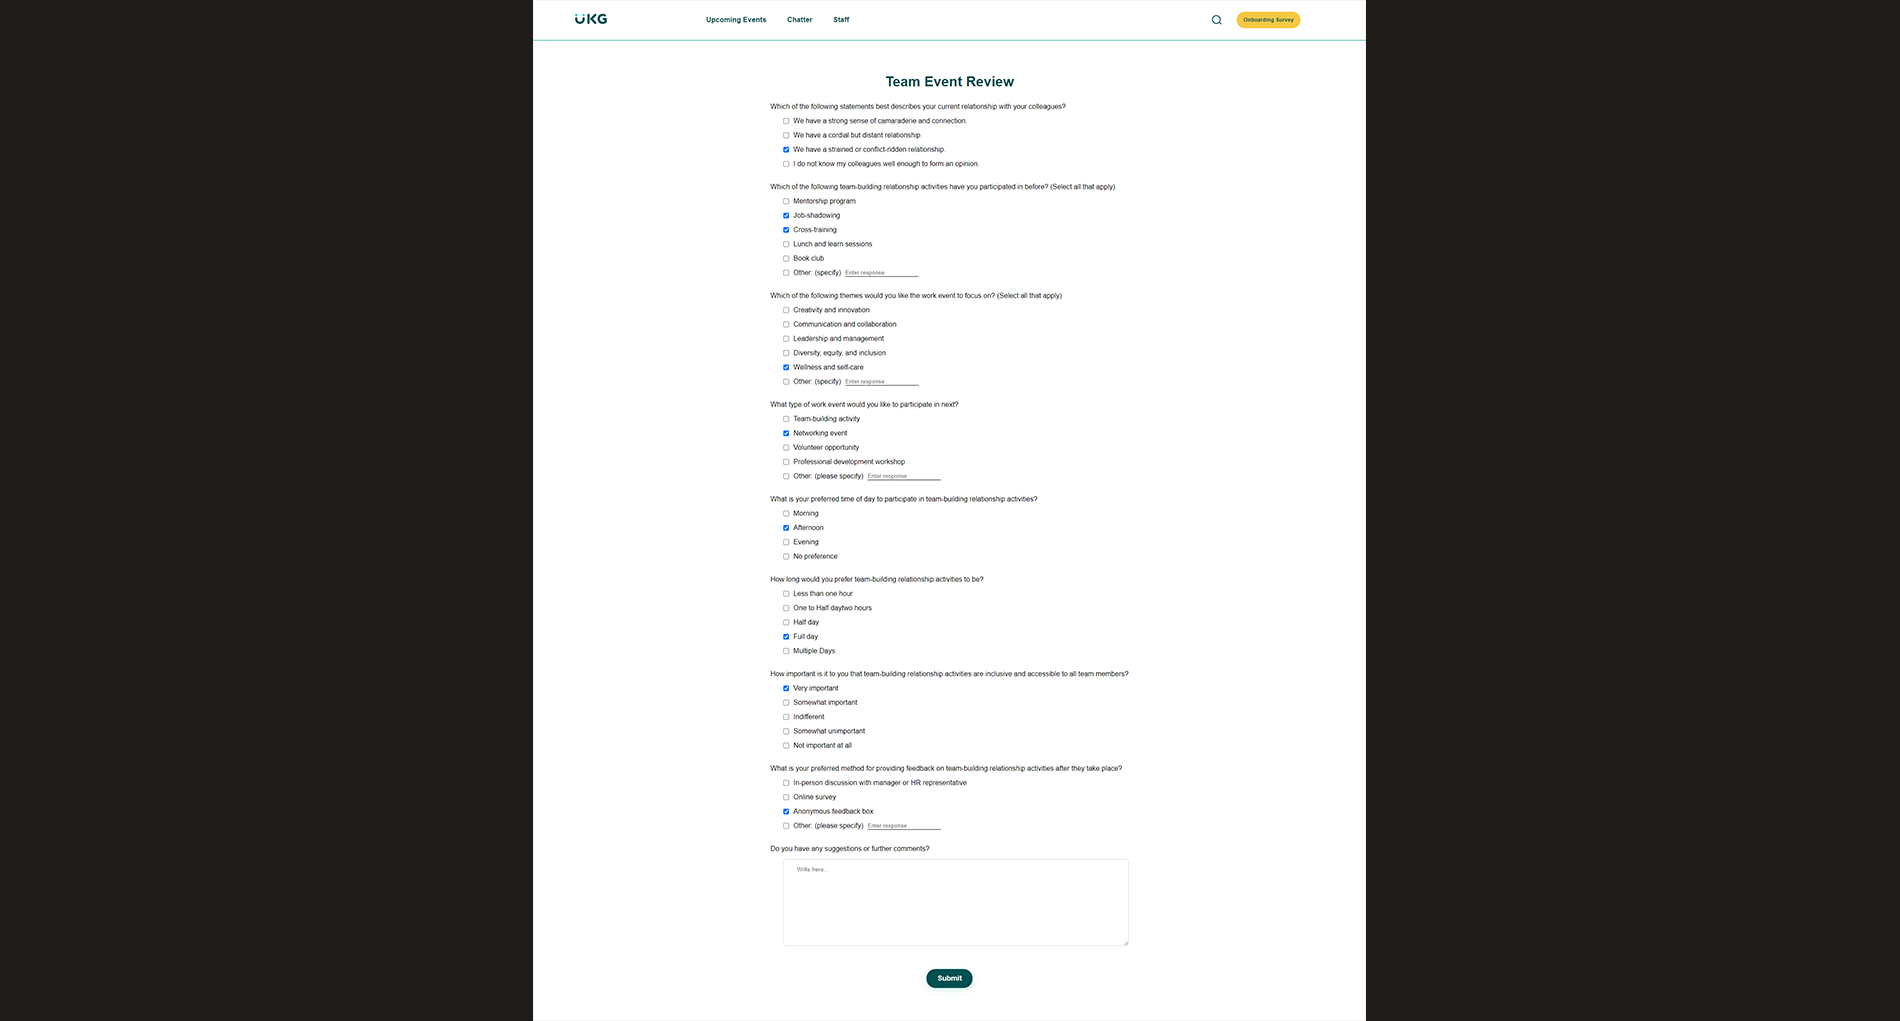 UKG
Upcoming Events
Chatter
Staff
Onboarding Survey
Team Event Review
Which of the following statements best describes your current relationship with your colleagues?
We have a strong sense of camaraderie and connection.
We have a cordial but distant relationship
We have a strained or conflict-ridden relationship.
I do not know my colleagues well enough to form an opinion.
Which of the following team-building relationship activities have you participated in before? (Select all that apply)
Mentorship program
Job-shadowing
Cross-training
Lunch and learn sessions
Book club
Other: (specify) Enter response
Which of the following themes would you like the work event to focus on? (Select all that apply)
Creativity and innovation
Communication and collaboration
Leadership and management
Diversity, equity, and inclusion
Wellness and self-care
Other: (specify) Enter response
What type of work event would you like to participate in next?
Team-building activity
Networking event
Volunteer opportunity
Professional development workshop
Other: (please specify) Enter response
What is your preferred time of day to participate in team-building relationship activities?
Morning
Afternoon
Evening
No preference
How long would you prefer team-building relationship activities to be?
Less than one hour
One to Half daytwo hours
Half day
Full day
Multiple Days
How important is it to you that team-building relationship activities are inclusive and accessible to all team members?
Very important
Somewhat important
Indifferent
Somewhat unimportant
Not important at all
What is your preferred method for providing feedback on team-building relationship activities after they take place?
In-person discussion with manager or HR representative
Online survey
Anonymous feedback box
Other: (please specify) Enter response
Do you have any suggestions or further comments?
Write here...
Submit